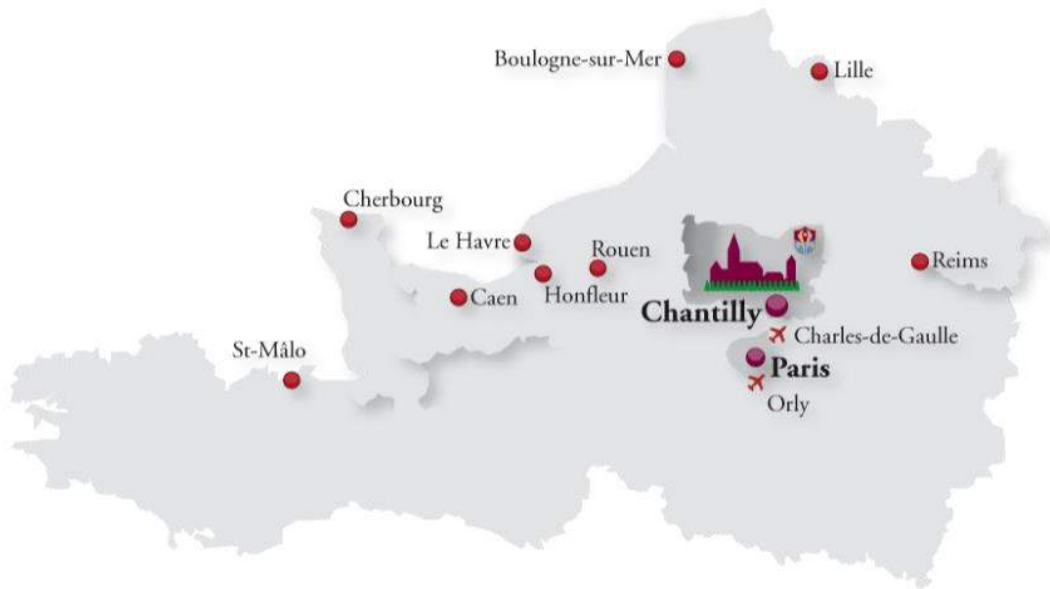 Boulogne-sur-Mer
Lille
Cherbourg
Le Havre
Rouen
Reims
Caen
Honfleur
Chantilly
Charles-de-Gaulle
St-Mâlo
Paris
Orly